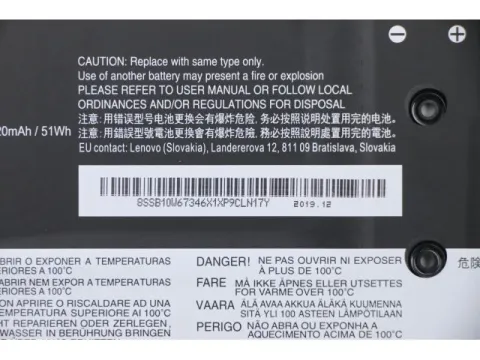 CAUTION: Replace with same type only.
Use of another battery may present a fire or explosion
PLEASE REFER TO USER MANUAL OR FOLLOW LOCAL
ORDINANCES AND/OR REGULATIONS FOR DISPOSAL
20mAh / 51Wh
注意: 用错误型号电池更换会有爆炸危险, 务必按照说明处置用完的电池。
注意: 用錯誤型號電池更換會有爆炸危險, 務必按照說明處置用完的電池。
EU contact: Lenovo (Slovakia), Landererova 12, 811 09 Bratislava, Slovakia
8SSB10W67346X1XP9CLN17Y 2019.12
ABRIR O EXPONER A TEMPERATURAS
ERIORES A 100°C
ABRIR NEM EXPOR A TEMPERATURAS
ERIORES A 100°C
ON APRIRE O RISCALDARE AD UNA
TEMPERATURA SUPERIORE AI 100°C
HT REPARIEREN ODER ZERLEGEN,
WASSER IN BERÜHRUNG BRINGEN
DANGER! NE PAS OUVRIR NI EXPOSER
À PLUS DE 100°C
FARE MÅ IKKE ÅPNES ELLER UTSETTES
FOR VARME OVER 100°C
VAARA ÄLÄ AVAA AKKUA ÄLÄKÄ KUUMENNA
SITÄ YLI 100 ASTEEN LÄMPÖTILAAN
PERIGO NÃO ABRA OU EXPONHA A
AQUECIMENTO ACIMA DE 100°C
危険